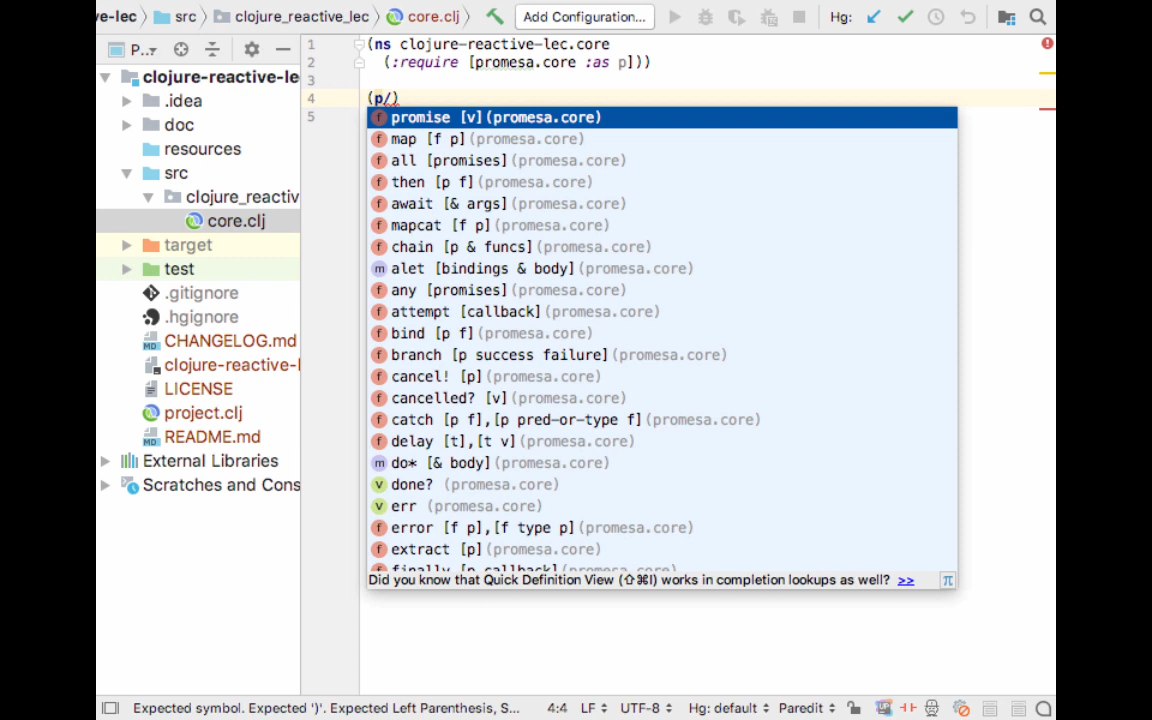 -lec src clojure_reactive_lec core.clj Add Configuration... Hg:
P..
clojure-reactive-le
.idea
doc
resources
src
clojure_reactiv
core.clj
target
test
.gitignore
.hgignore
CHANGELOG.md
clojure-reactive-l
LICENSE
project.clj
README.md
External Libraries
Scratches and Cons
1 (ns clojure-reactive-lec.core
2 (:require [promesa.core :as p]))
3
4 (p/)
5
promise [v](promesa.core)
map [f p](promesa.core)
all [promises](promesa.core)
then [p f](promesa.core)
await [& args](promesa.core)
mapcat [f p](promesa.core)
chain [p & funcs](promesa.core)
alet [bindings & body](promesa.core)
any [promises](promesa.core)
attempt [callback](promesa.core)
bind [p f](promesa.core)
branch [p success failure](promesa.core)
cancel! [p](promesa.core)
cancelled? [v](promesa.core)
catch [p f],[p pred-or-type f](promesa.core)
delay [t],[t v](promesa.core)
do* [& body](promesa.core)
done? (promesa.core)
err (promesa.core)
error [f p],[f type p](promesa.core)
extract [p](promesa.core)
finally [p callback](promesa.core)
Did you know that Quick Definition View (⇧⌘I) works in completion lookups as well? >> π
Expected symbol. Expected ')'. Expected Left Parenthesis, S... 4:4 LF UTF-8 Hg: default Paredit